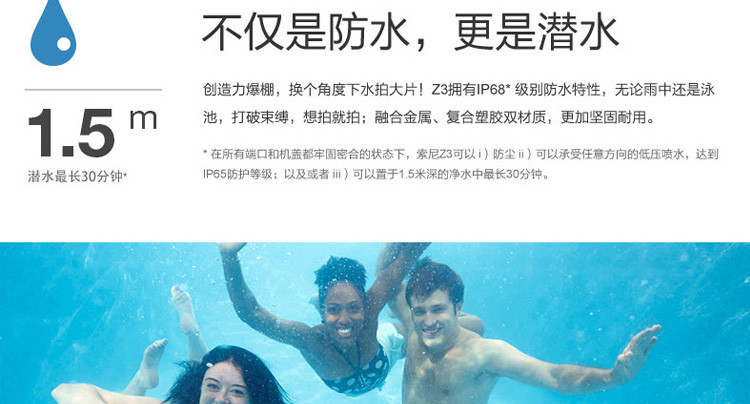 不仅是防水，更是潜水
创造力爆棚，换个角度下水拍大片！Z3拥有IP68* 级别防水特性，无论雨中还是泳
池，打破束缚，想拍就拍；融合金属、复合塑胶双材质，更加坚固耐用。
1.5 m
潜水最长30分钟*
* 在所有端口和机盖都牢固密合的状态下，索尼Z3可以 i）防尘 ii）可以承受任意方向的低压喷水，达到
IP65防护等级；以及或者 iii）可以置于1.5米深的净水中最长30分钟。